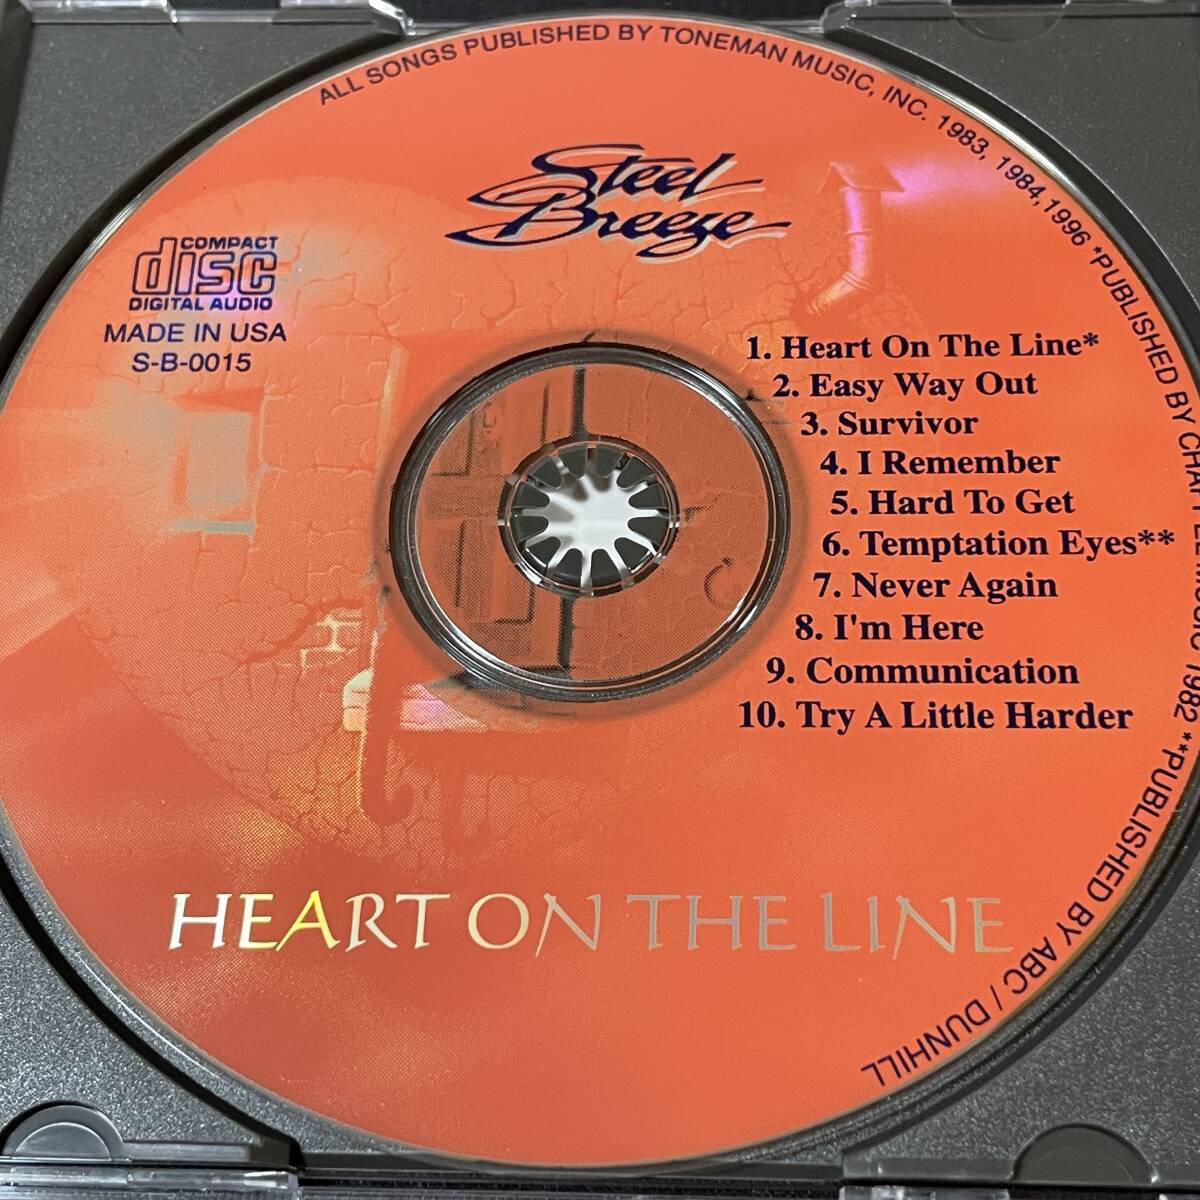 ALL SONGS PUBLISHED BY TONEMAN MUSIC, INC. 1983, 1984, 1996 *PUBLISHED BY MUSIC 1982 **PUBLISHED BY ABC / DUNHILL
Steel
Breeze
COMPACT
disc
DIGITAL AUDIO
MADE IN USA
S-B-0015
1. Heart On The Line*
2. Easy Way Out
3. Survivor
4. I Remember
5. Hard To Get
6. Temptation Eyes**
7. Never Again
8. I'm Here
9. Communication
10. Try A Little Harder
HEART ON THE LINE